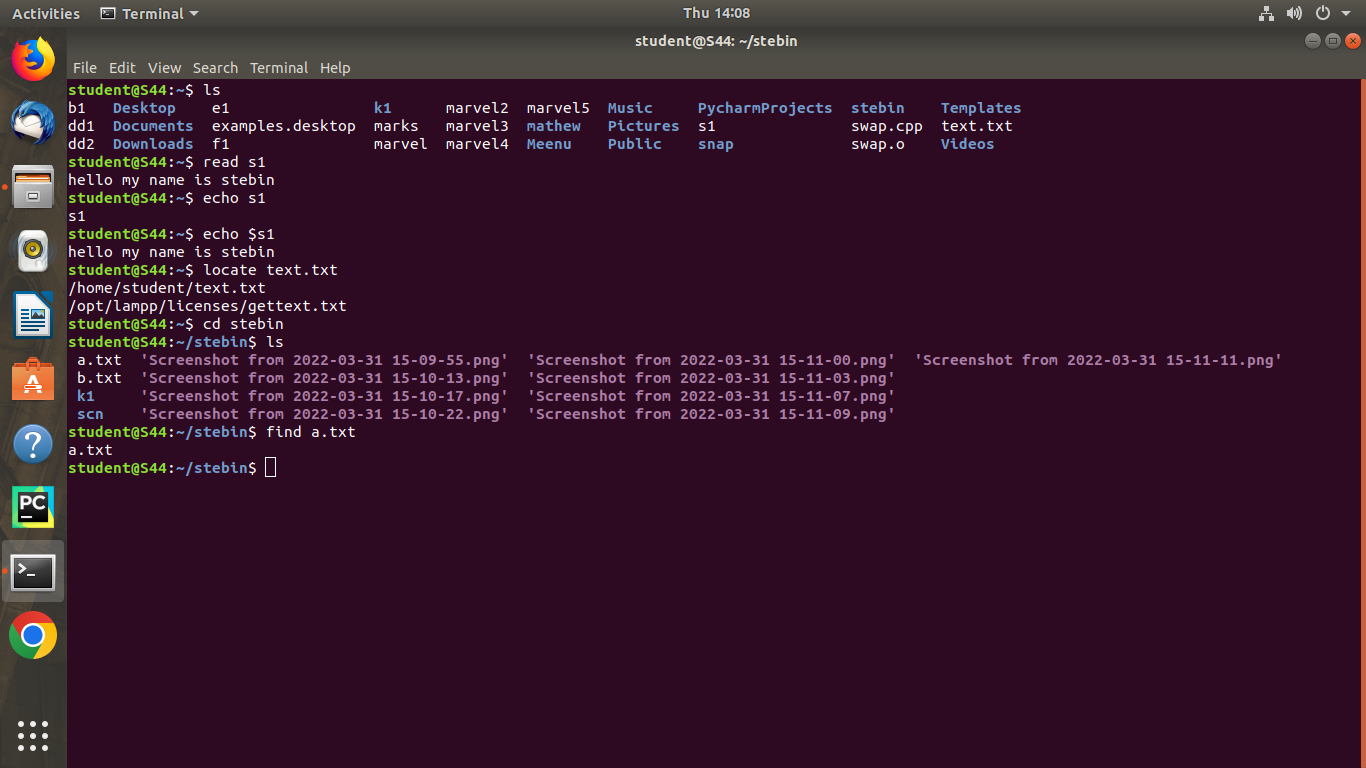 Activities Terminal Thu 14:08
student@S44: ~/stebin
File Edit View Search Terminal Help
student@S44:~$ ls
b1 Desktop e1 k1 marvel2 marvel5 Music PycharmProjects stebin Templates
dd1 Documents examples.desktop marks marvel3 mathew Pictures s1 swap.cpp text.txt
dd2 Downloads f1 marvel marvel4 Meenu Public snap swap.o Videos
student@S44:~$ read s1
hello my name is stebin
student@S44:~$ echo s1
s1
student@S44:~$ echo $s1
hello my name is stebin
student@S44:~$ locate text.txt
/home/student/text.txt
/opt/lampp/licenses/gettext.txt
student@S44:~$ cd stebin
student@S44:~/stebin$ ls
a.txt 'Screenshot from 2022-03-31 15-09-55.png' 'Screenshot from 2022-03-31 15-11-00.png' 'Screenshot from 2022-03-31 15-11-11.png'
b.txt 'Screenshot from 2022-03-31 15-10-13.png' 'Screenshot from 2022-03-31 15-11-03.png'
k1 'Screenshot from 2022-03-31 15-10-17.png' 'Screenshot from 2022-03-31 15-11-07.png'
scn 'Screenshot from 2022-03-31 15-10-22.png' 'Screenshot from 2022-03-31 15-11-09.png'
student@S44:~/stebin$ find a.txt
a.txt
student@S44:~/stebin$
PC